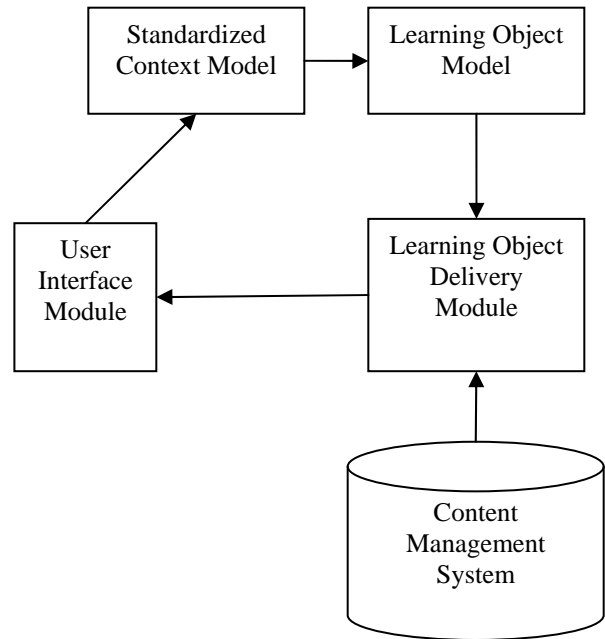 Standardized
Context Model
Learning Object
Model
User
Interface
Module
Learning Object
Delivery
Module
Content
Management
System